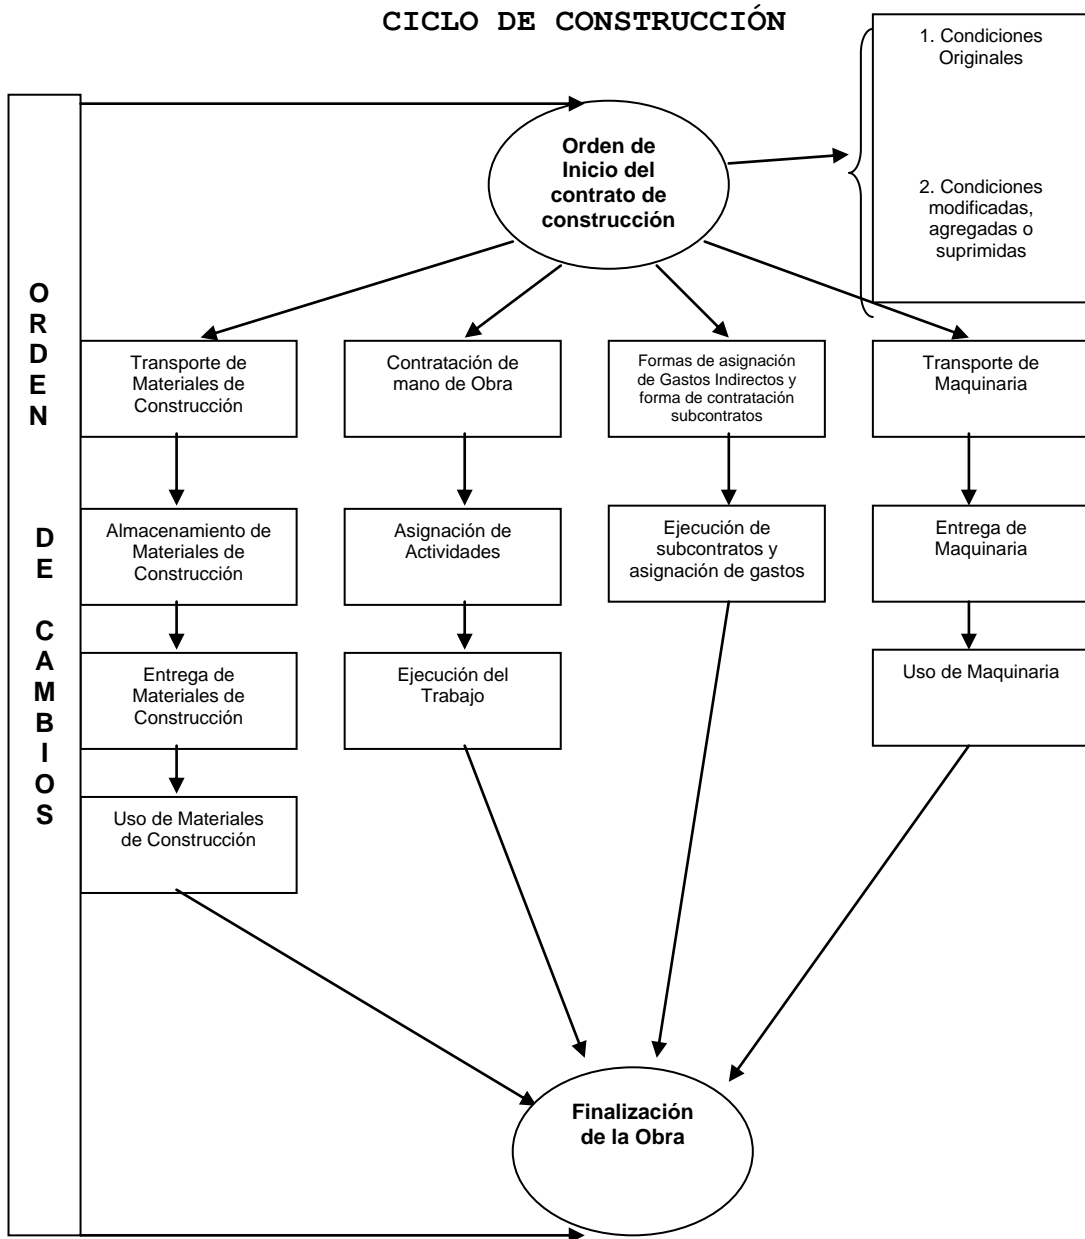 CICLO DE CONSTRUCCIÓN
1. Condiciones
Originales
2. Condiciones
modificadas,
agregadas o
suprimidas
Orden de
Inicio del
contrato de
construcción
O
R
D
E
N
D
E
C
A
M
B
I
O
S
Transporte de
Materiales de
Construcción
Contratación de
mano de Obra
Formas de asignación
de Gastos Indirectos y
forma de contratación
subcontratos
Transporte de
Maquinaria
Almacenamiento de
Materiales de
Construcción
Asignación de
Actividades
Ejecución de
subcontratos y
asignación de gastos
Entrega de
Maquinaria
Entrega de
Materiales de
Construcción
Ejecución del
Trabajo
Uso de Maquinaria
Uso de Materiales
de Construcción
Finalización
de la Obra